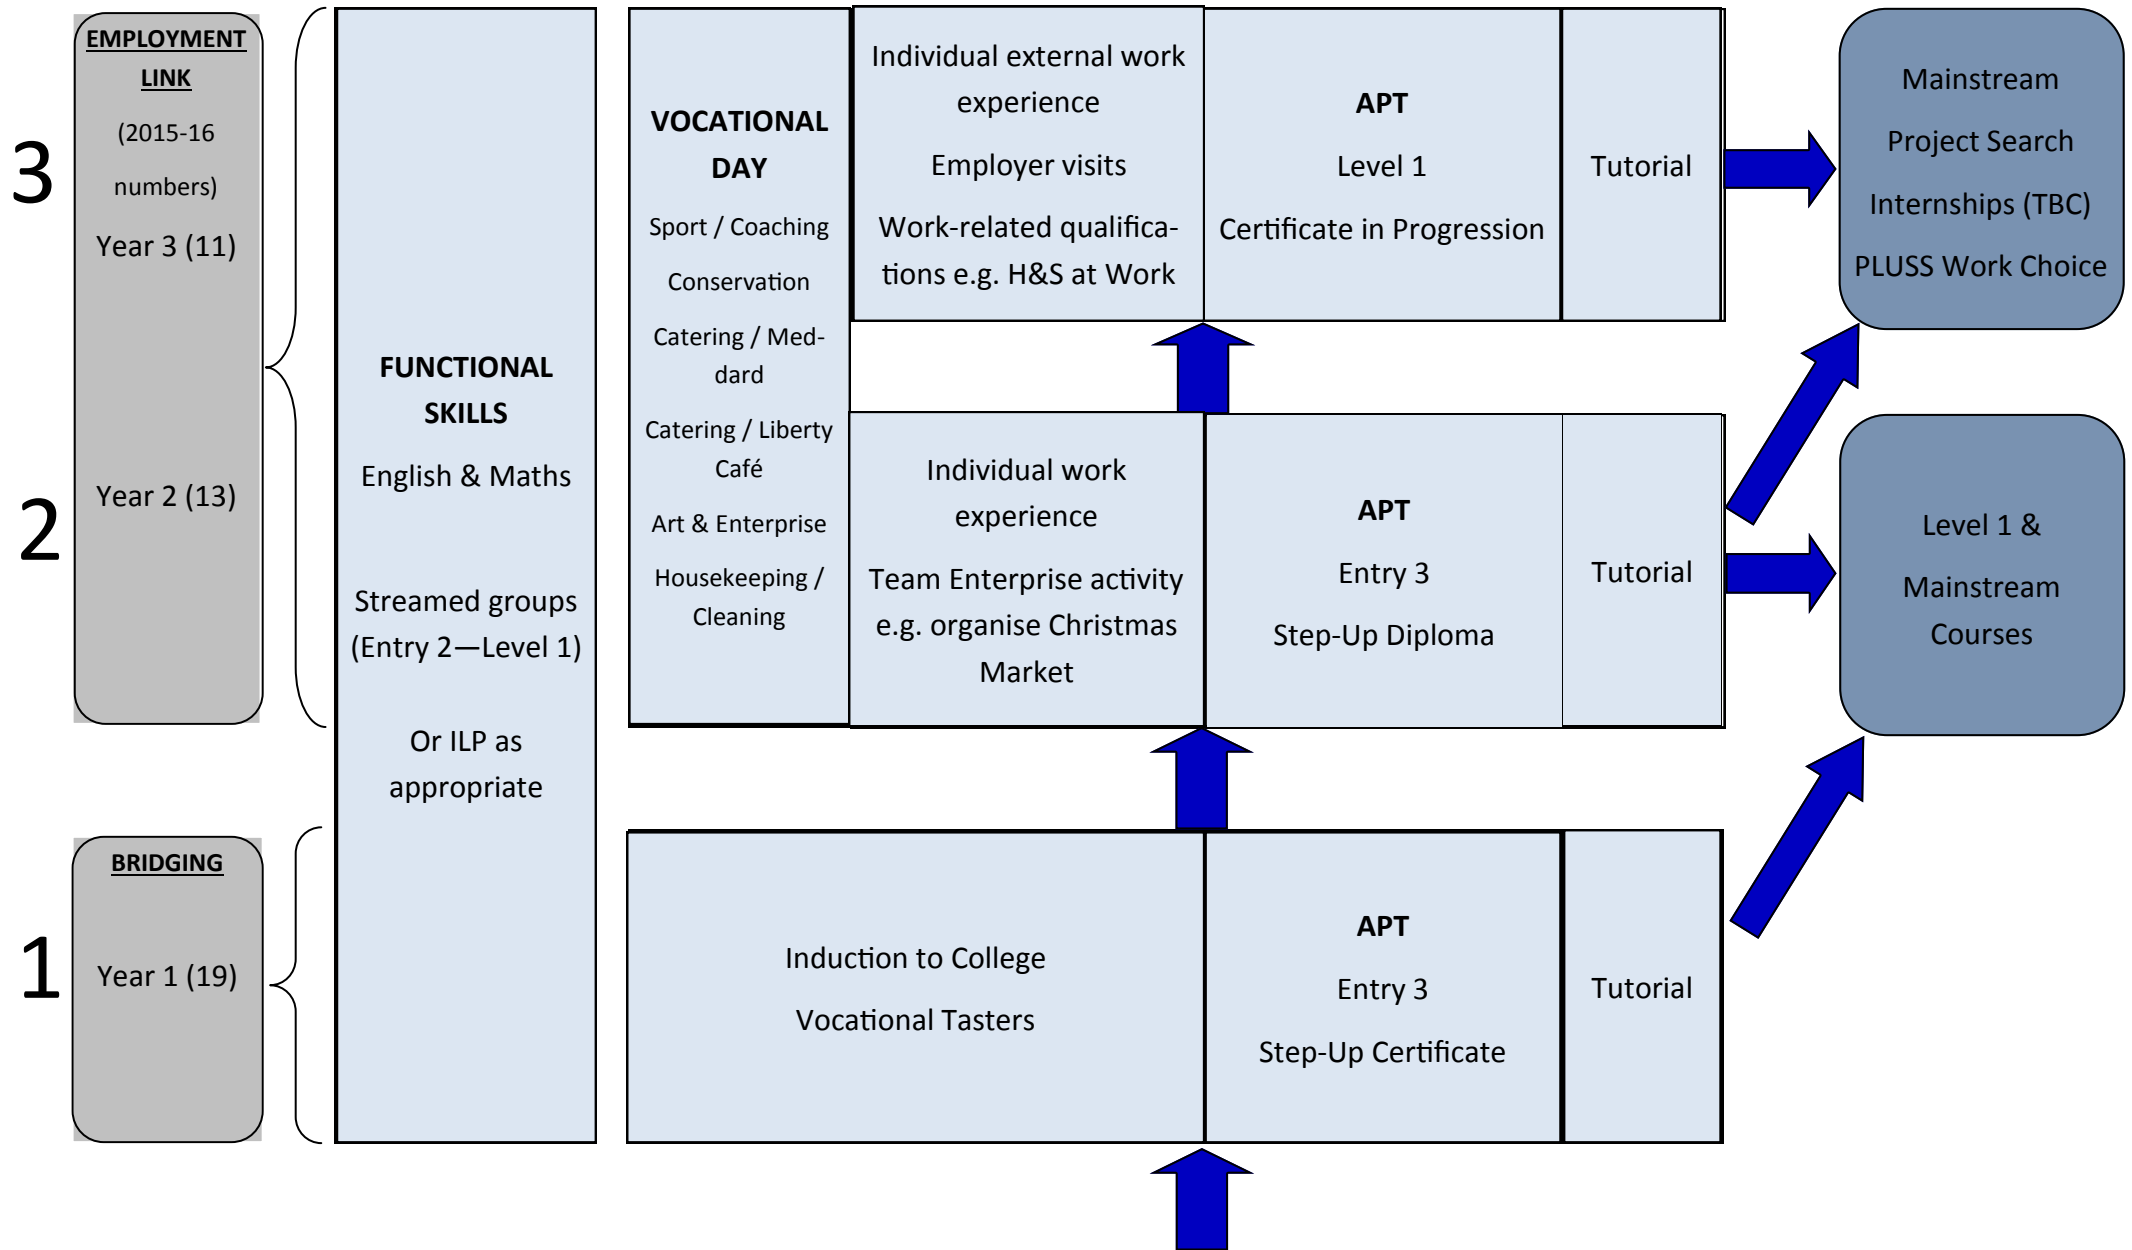 3
EMPLOYMENT
LINK
(2015-16
numbers)
Year 3 (11)
2
Year 2 (13)
1
BRIDGING
Year 1 (19)
FUNCTIONAL
SKILLS
English & Maths
Streamed groups
(Entry 2—Level 1)
Or ILP as
appropriate
VOCATIONAL
DAY
Sport / Coaching
Conservation
Catering / Med-
dard
Catering / Liberty
Café
Art & Enterprise
Housekeeping /
Cleaning
Individual external work
experience
Employer visits
Work-related qualifica-
tions e.g. H&S at Work
APT
Level 1
Certificate in Progression
Tutorial
Mainstream
Project Search
Internships (TBC)
PLUSS Work Choice
Individual work
experience
Team Enterprise activity
e.g. organise Christmas
Market
APT
Entry 3
Step-Up Diploma
Tutorial
Level 1 &
Mainstream
Courses
Induction to College
Vocational Tasters
APT
Entry 3
Step-Up Certificate
Tutorial